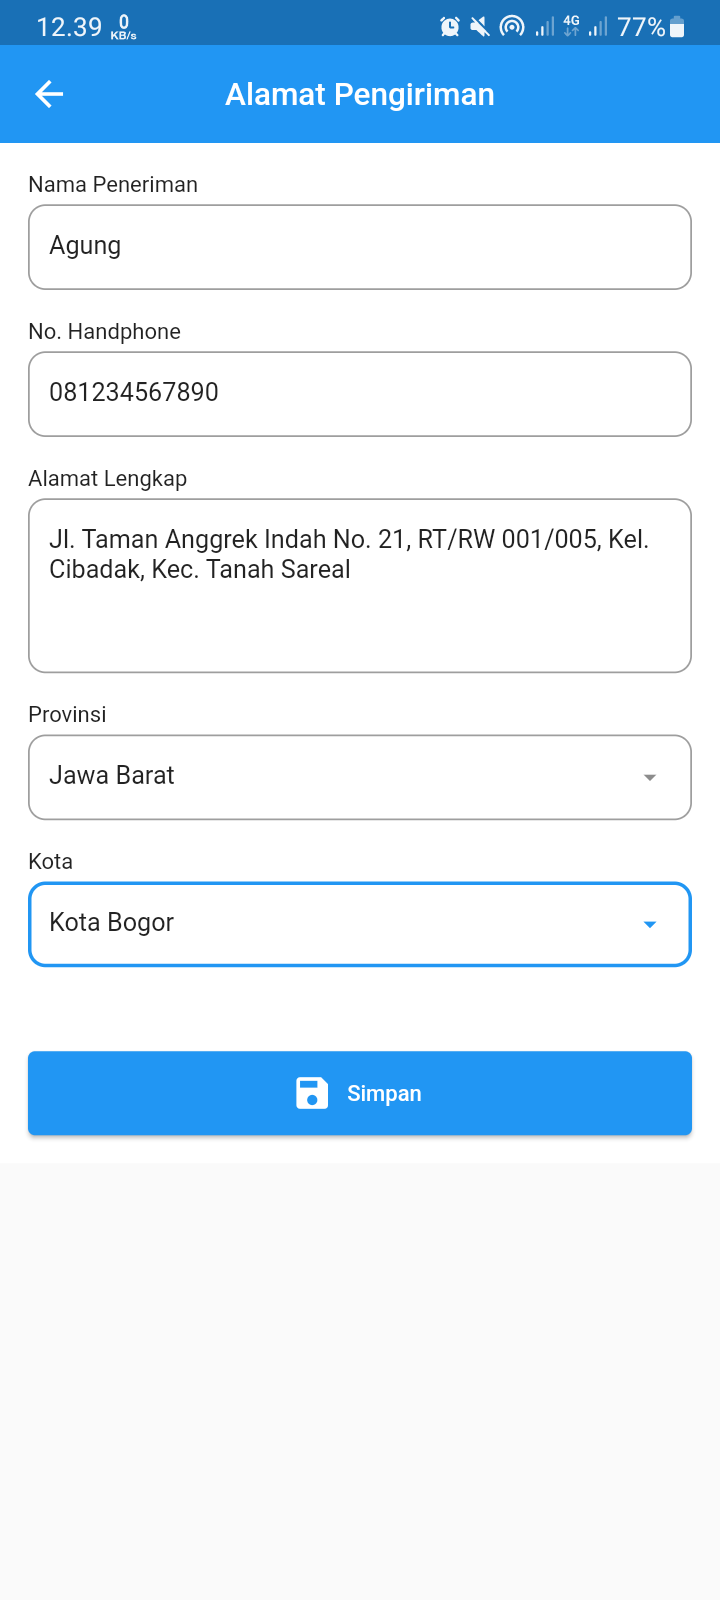 12.39 0 KB/s 4G 77%
Alamat Pengiriman
Nama Peneriman
Agung
No. Handphone
081234567890
Alamat Lengkap
Jl. Taman Anggrek Indah No. 21, RT/RW 001/005, Kel.
Cibadak, Kec. Tanah Sareal
Provinsi
Jawa Barat
Kota
Kota Bogor
Simpan